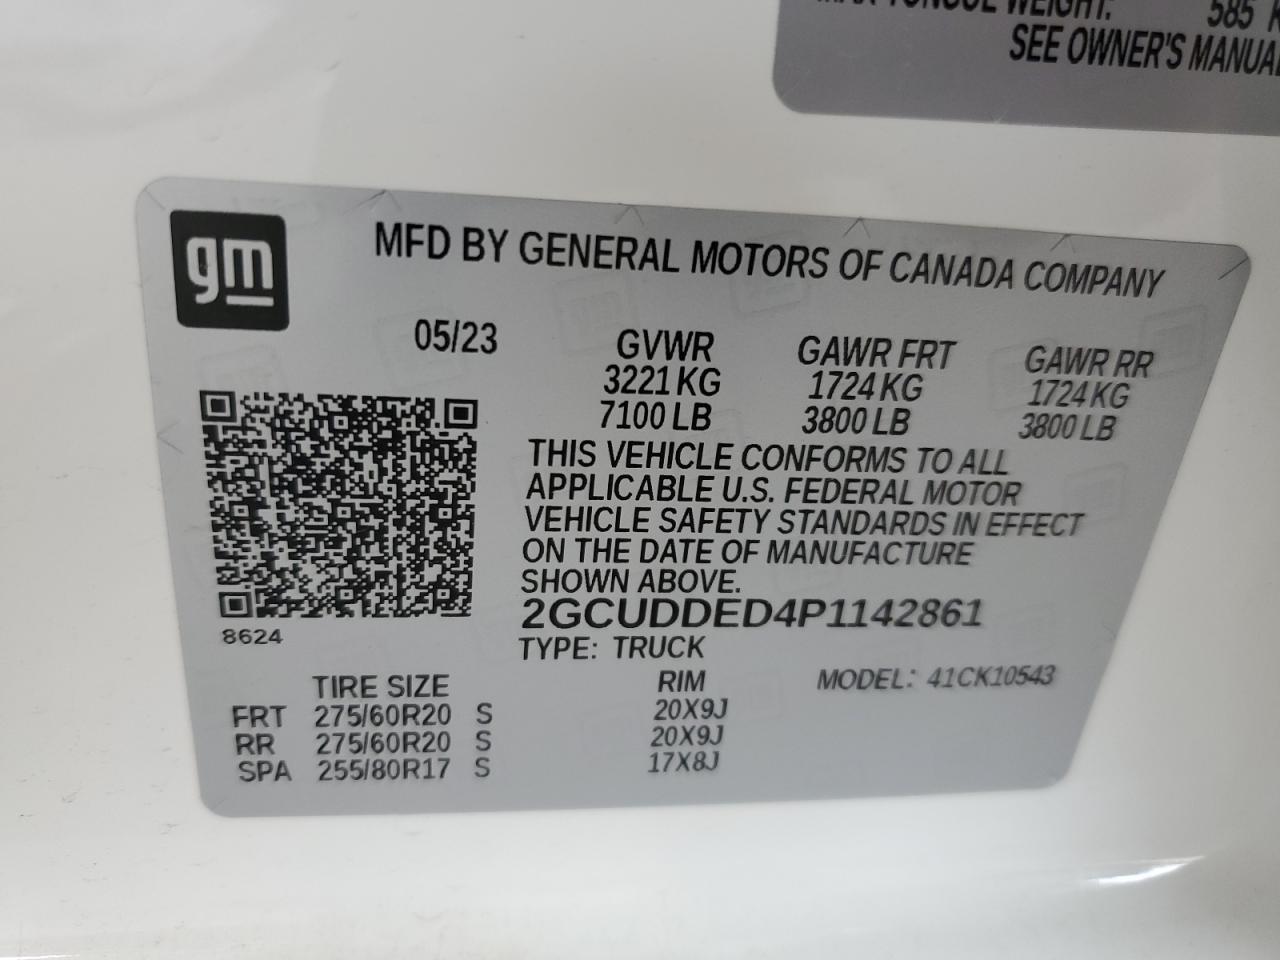 WEIGHT: 585
SEE OWNER'S MANUAL
gm
MFD BY GENERAL MOTORS OF CANADA COMPANY
05/23 GVWR GAWR FRT GAWR RR
3221 KG 1724 KG 1724 KG
7100 LB 3800 LB 3800 LB
THIS VEHICLE CONFORMS TO ALL
APPLICABLE U.S. FEDERAL MOTOR
VEHICLE SAFETY STANDARDS IN EFFECT
ON THE DATE OF MANUFACTURE
SHOWN ABOVE.
2GCUDDED4P1142861
8624
TYPE: TRUCK
TIRE SIZE RIM MODEL: 41CK10543
FRT 275/60R20 S 20X9J
RR 275/60R20 S 20X9J
SPA 255/80R17 S 17X8J